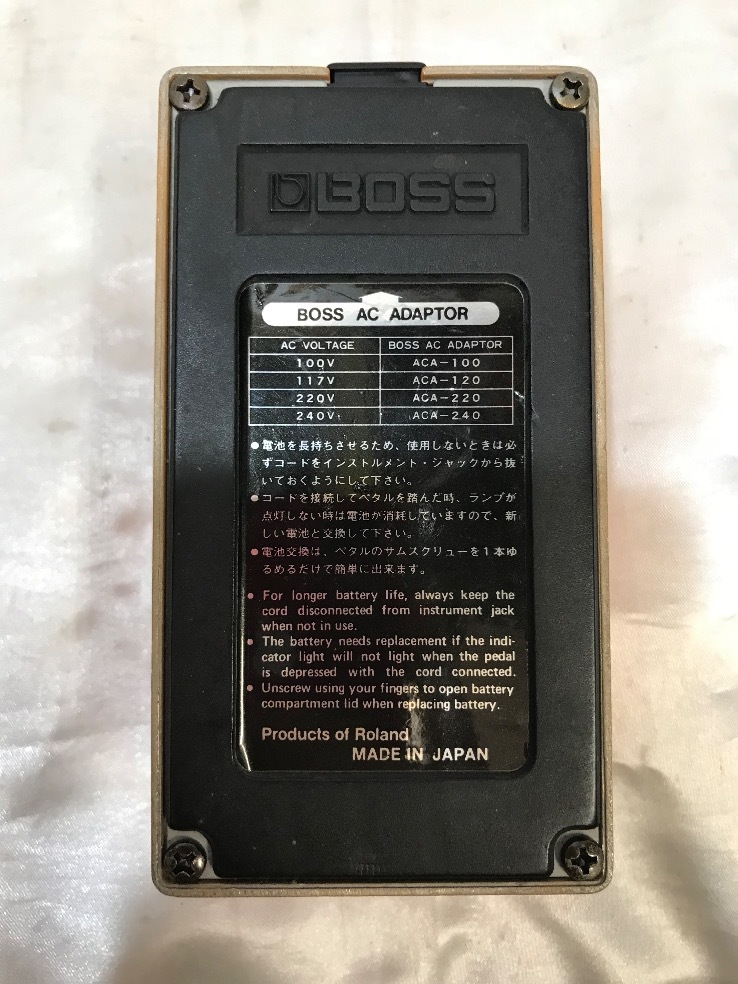 BOSS
BOSS AC ADAPTOR
AC VOLTAGE BOSS AC ADAPTOR
100V ACA-100
117V ACA-120
220V ACA-220
240V ACA-240
●電池を長持ちさせるため、使用しないときは必
ずコードをインストルメント・ジャックから抜
いておくようにして下さい。
●コードを接続してペタルを踏んだ時、ランプが
点灯しない時は電池が消耗していますので、新
しい電池と交換して下さい。
●電池交換は、ペタルのサムスクリューを1本ゆ
るめるだけで簡単に出来ます。
● For longer battery life, always keep the
cord disconnected from instrument jack
when not in use.
● The battery needs replacement if the indi-
cator light will not light when the pedal
is depressed with the cord connected.
● Unscrew using your fingers to open battery
compartment lid when replacing battery.
Products of Roland
MADE IN JAPAN